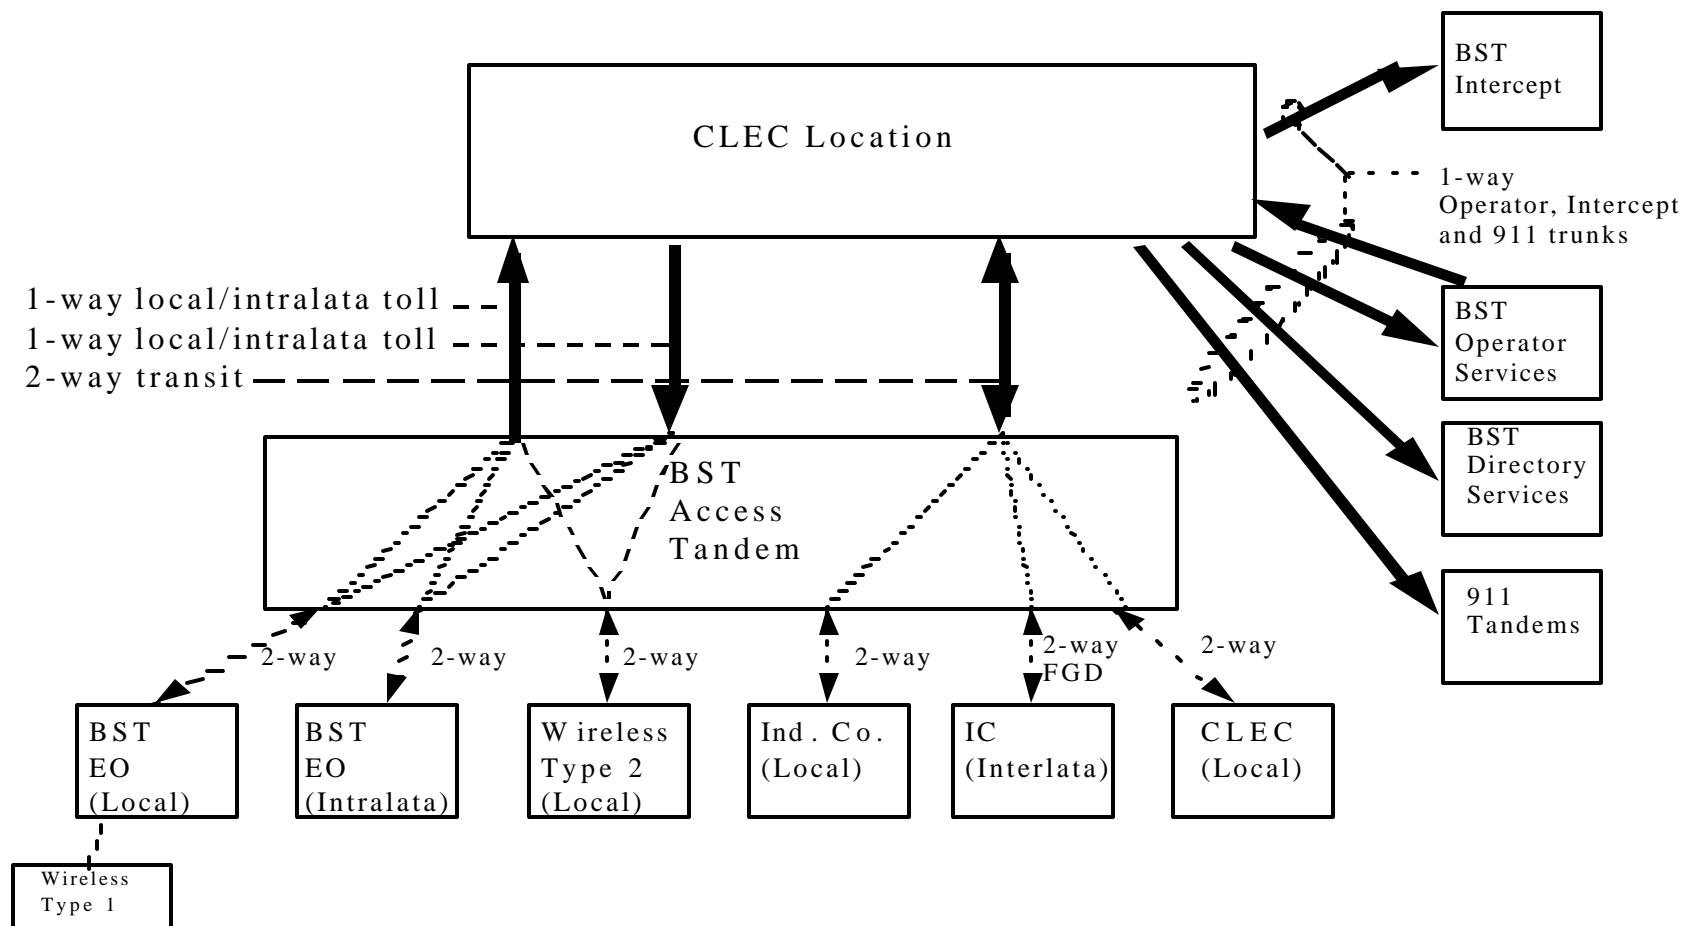 BST
Intercept
CLEC Location
1-way
Operator, Intercept
and 911 trunks
1-way local/intralata toll
1-way local/intralata toll
2-way transit
BST
Operator
Services
BST
Directory
Services
BST
Access
Tandem
911
Tandems
2-way
2-way
2-way
2-way
2-way
FGD
2-way
BST
EO
(Local)
BST
EO
(Intralata)
Wireless
Type 2
(Local)
Ind. Co.
(Local)
IC
(Interlata)
CLEC
(Local)
Wireless
Type 1